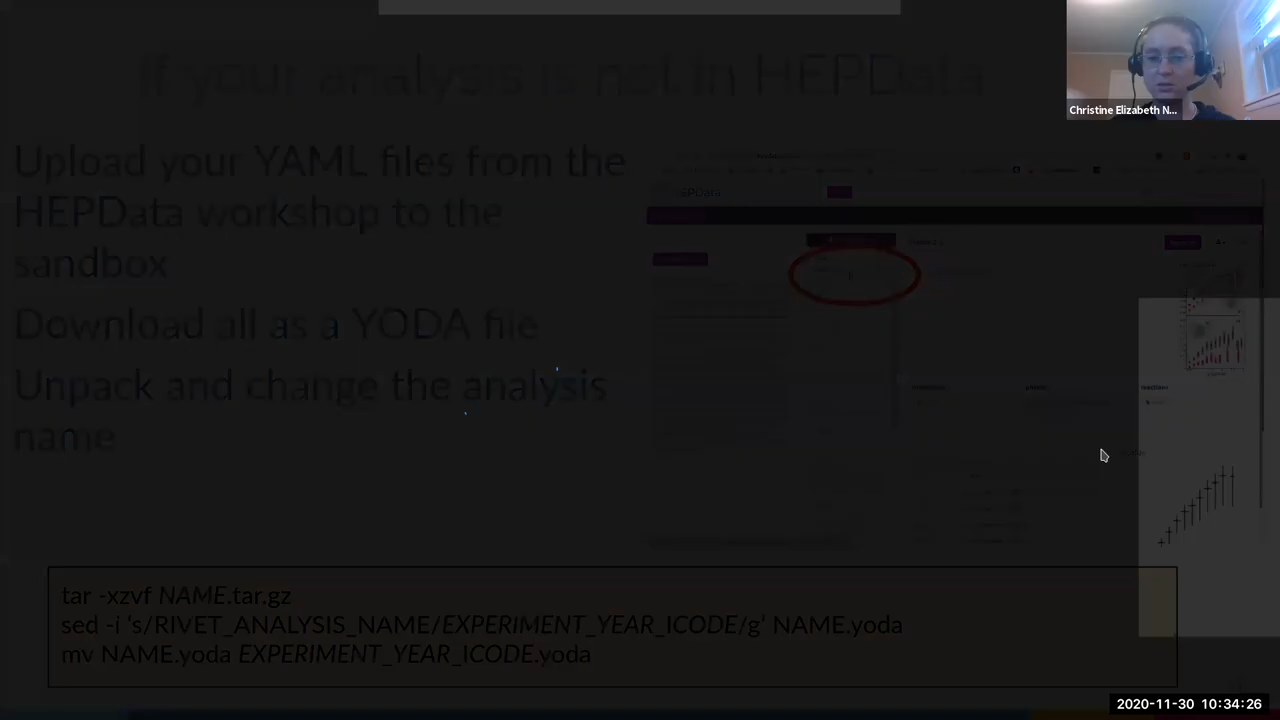 If your analysis is not in HEPData
Christine Elizabeth N...
Upload your YAML files from the
HEPData workshop to the
sandbox
Download all as a YODA file
Unpack and change the analysis
name
HEPData
tar -xzvf NAME.tar.gz
sed -i ‘s/RIVET_ANALYSIS_NAME/EXPERIMENT_YEAR_ICODE/g’ NAME.yoda
mv NAME.yoda EXPERIMENT_YEAR_ICODE.yoda
2020-11-30 10:34:26